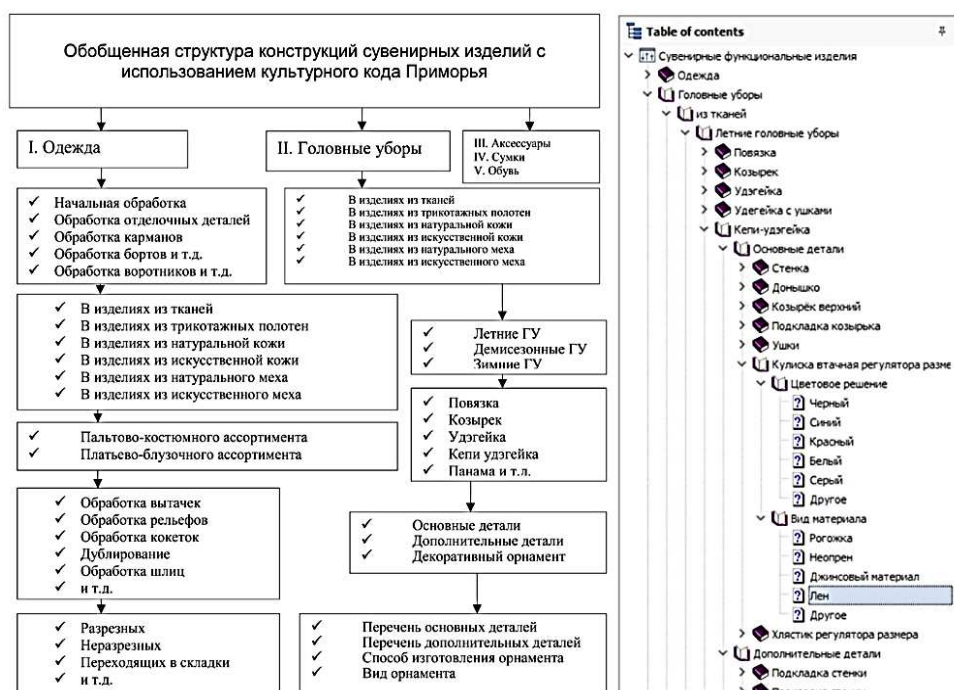 Обобщенная структура конструкций сувенирных изделий с
использованием культурного кода Приморья
I. Одежда
II. Головные уборы
III. Аксессуары
IV. Сумки
V. Обувь
✓ Начальная обработка
✓ Обработка отделочных деталей
✓ Обработка карманов
✓ Обработка бортов и т.д.
✓ Обработка воротников и т.д.
✓ В изделиях из тканей
✓ В изделиях из трикотажных полотен
✓ В изделиях из натуральной кожи
✓ В изделиях из искусственной кожи
✓ В изделиях из натурального меха
✓ В изделиях из искусственного меха
✓ В изделиях из тканей
✓ В изделиях из трикотажных полотен
✓ В изделиях из натуральной кожи
✓ В изделиях из искусственной кожи
✓ В изделиях из натурального меха
✓ В изделиях из искусственного меха
✓ Летние ГУ
✓ Демисезонные ГУ
✓ Зимние ГУ
✓ Пальтово-костюмного ассортимента
✓ Платьево-блузочного ассортимента
✓ Повязка
✓ Козырек
✓ Удэгейка
✓ Кепи удэгейка
✓ Панама и т.л.
✓ Обработка вытачек
✓ Обработка рельефов
✓ Обработка кокеток
✓ Дублирование
✓ Обработка шлиц
✓ и т.д.
✓ Основные детали
✓ Дополнительные детали
✓ Декоративный орнамент
✓ Разрезных
✓ Неразрезных
✓ Переходящих в складки
✓ и т.д.
✓ Перечень основных деталей
✓ Перечень дополнительных деталей
✓ Способ изготовления орнамента
✓ Вид орнамента
Table of contents
Сувенирные функциональные изделия
Одежда
Головные уборы
из тканей
Летние головные уборы
Повязка
Козырек
Удэгейка
Удегейка с ушками
Кепи-удэгейка
Основные детали
Стенка
Донышко
Козырёк верхний
Подкладка козырька
Ушки
Кулиска втачная регулятора разме
Цветовое решение
Черный
Синий
Красный
Белый
Серый
Другое
Вид материала
Рогожка
Неопрен
Джинсовый материал
Лен
Другое
Хлястик регулятора размера
Дополнительные детали
Подкладка стенки